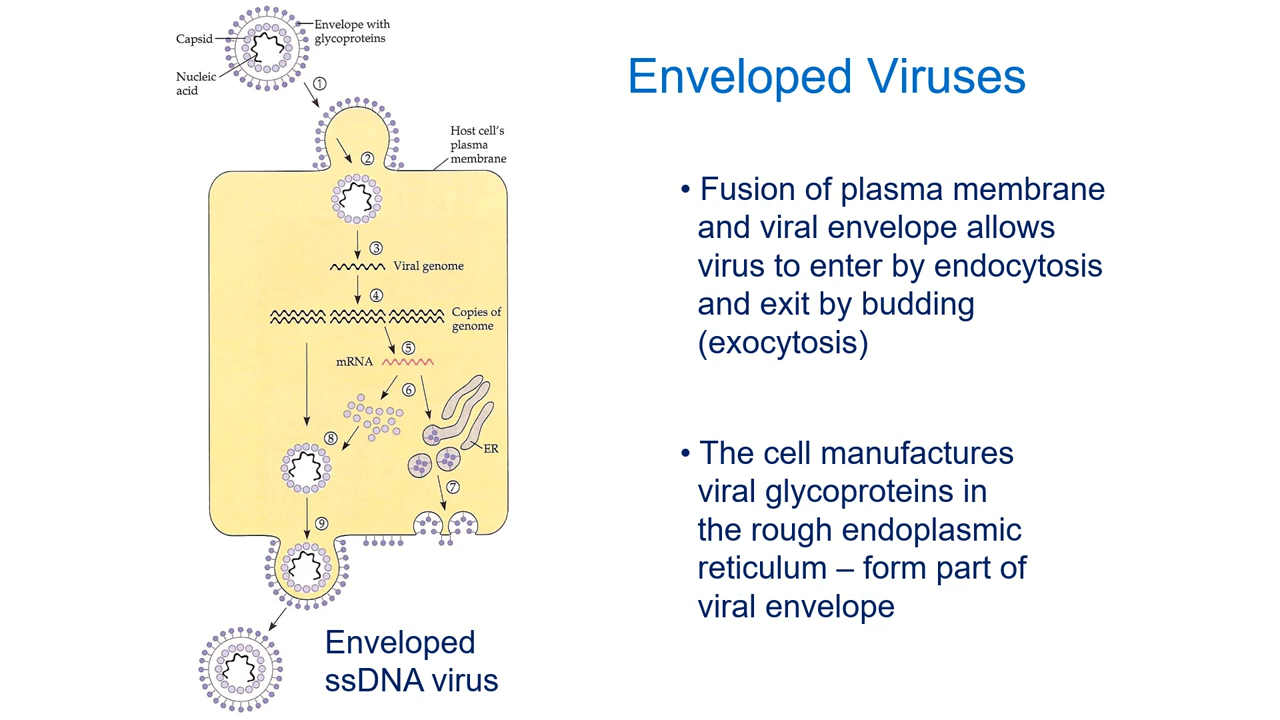 Envelope with
glycoproteins
Capsid
Nucleic
acid
①
Host cell's
plasma
membrane
②
③
Viral genome
④
Copies of
genome
⑤
mRNA
⑥
⑧
ER
⑦
⑨
Enveloped
ssDNA virus
Enveloped Viruses
• Fusion of plasma membrane
and viral envelope allows
virus to enter by endocytosis
and exit by budding
(exocytosis)
• The cell manufactures
viral glycoproteins in
the rough endoplasmic
reticulum – form part of
viral envelope